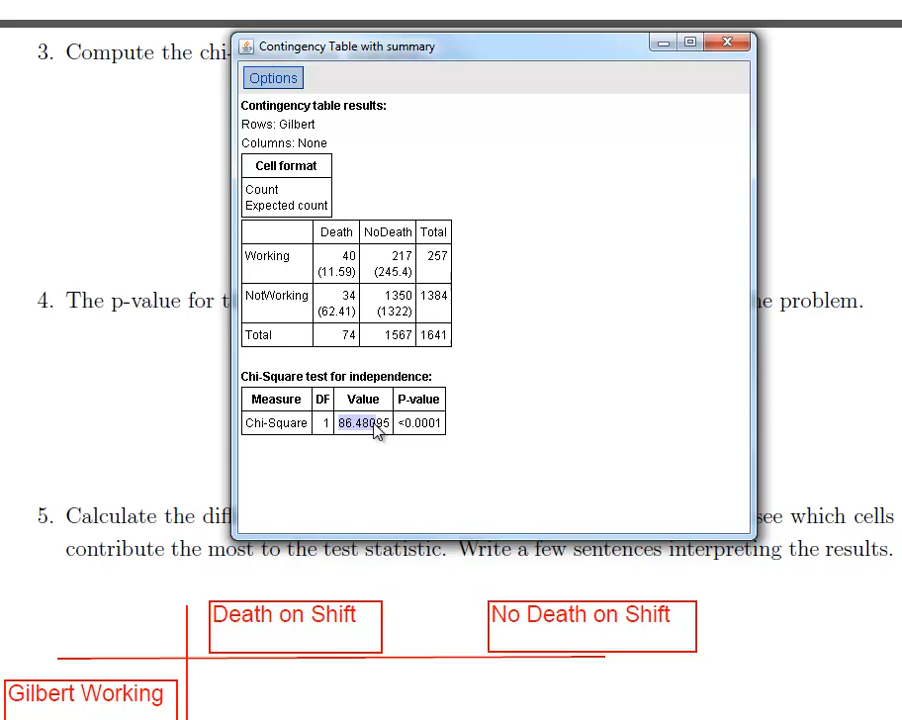 3. Compute the chi-
Contingency Table with summary
Options
Contingency table results:
Rows: Gilbert
Columns: None
Cell format
Count
Expected count
Death NoDeath Total
Working 40 217 257
(11.59) (245.4)
NotWorking 34 1350 1384
(62.41) (1322)
Total 74 1567 1641
4. The p-value for t he problem.
Chi-Square test for independence:
Measure DF Value P-value
Chi-Square 1 86.48095 <0.0001
5. Calculate the diff see which cells
contribute the most to the test statistic. Write a few sentences interpreting the results.
Death on Shift No Death on Shift
Gilbert Working